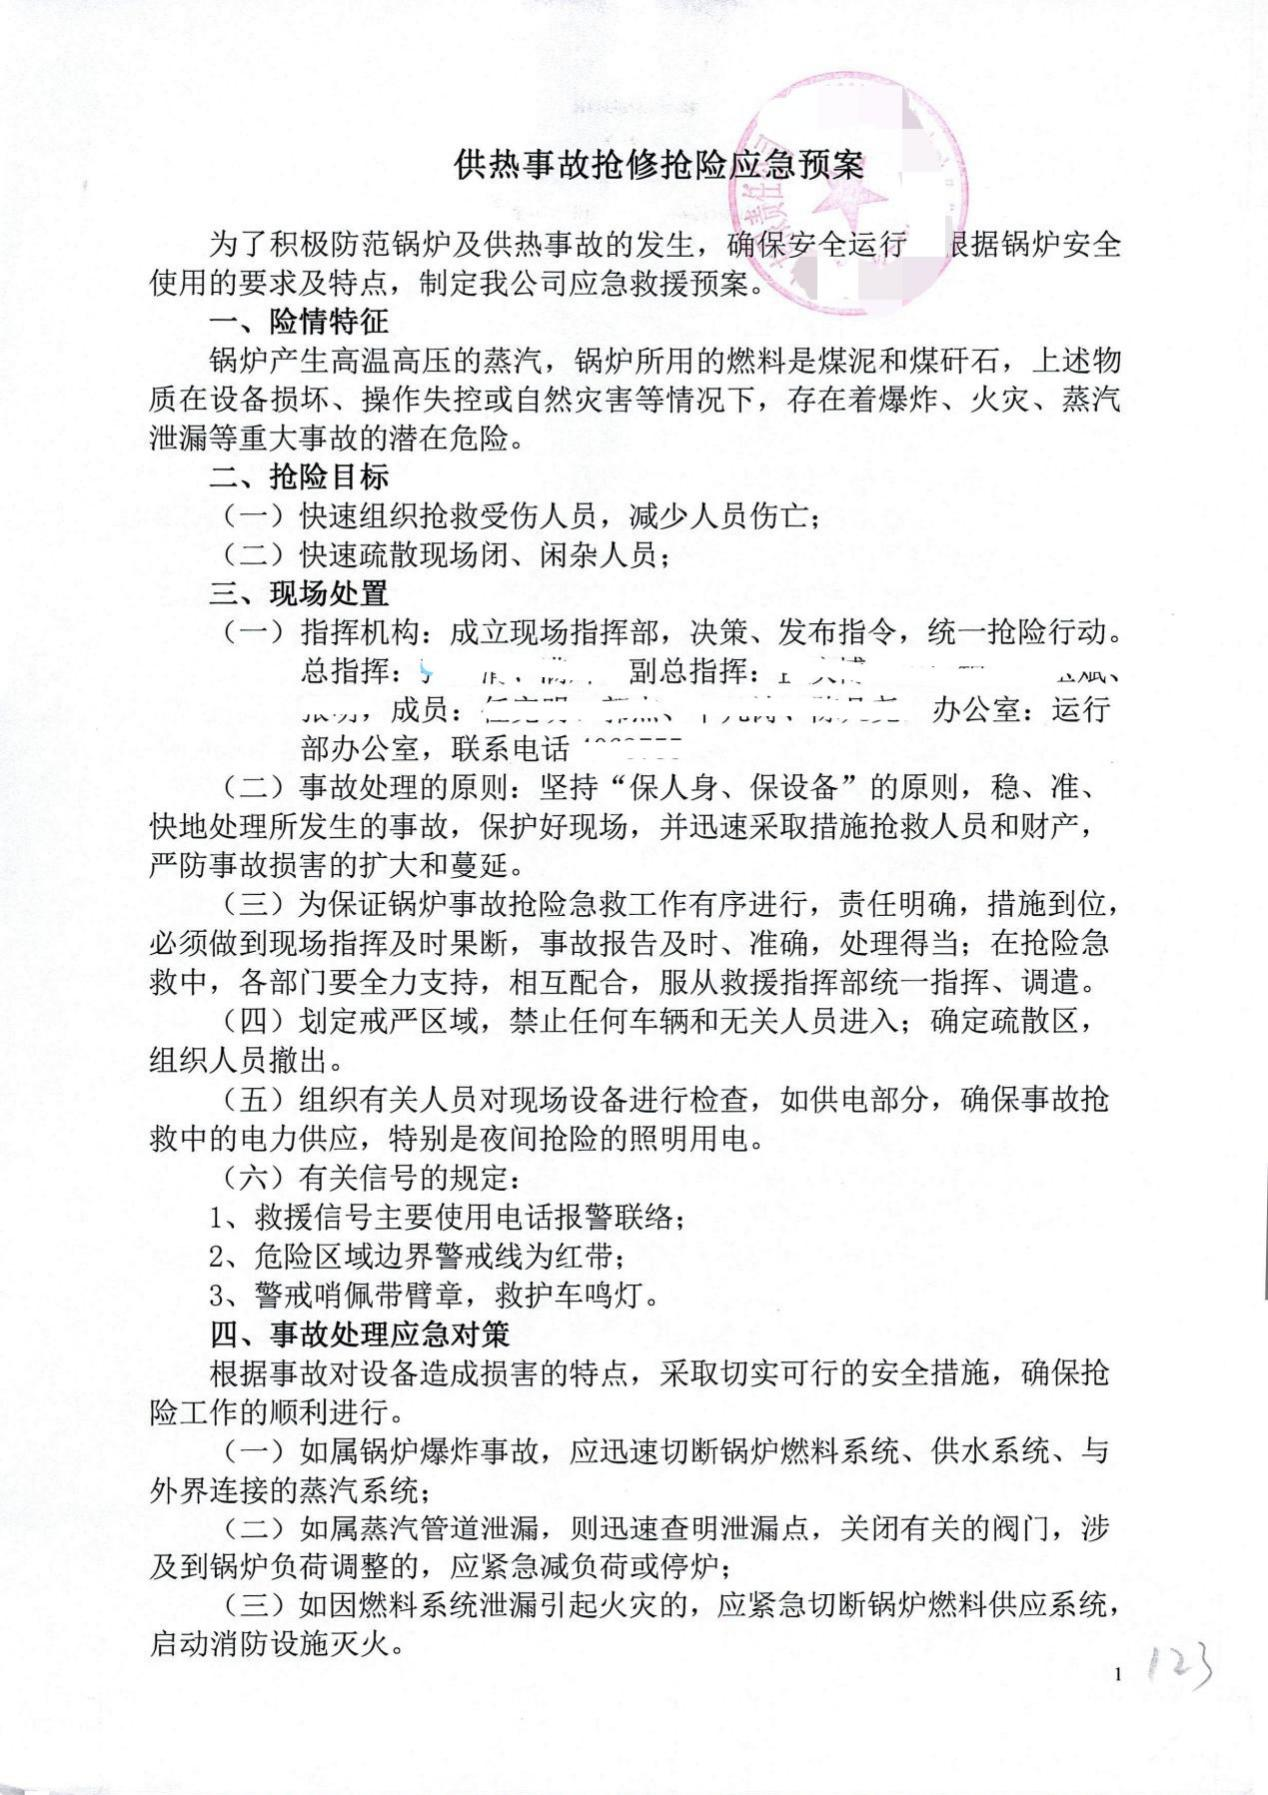 供热事故抢修抢险应急预案
为了积极防范锅炉及供热事故的发生，确保安全运行 根据锅炉安全
使用的要求及特点，制定我公司应急救援预案。
一、险情特征
锅炉产生高温高压的蒸汽，锅炉所用的燃料是煤泥和煤矸石，上述物
质在设备损坏、操作失控或自然灾害等情况下，存在着爆炸、火灾、蒸汽
泄漏等重大事故的潜在危险。
二、抢险目标
（一）快速组织抢救受伤人员，减少人员伤亡；
（二）快速疏散现场闭、闲杂人员；
三、现场处置
（一）指挥机构：成立现场指挥部，决策、发布指令，统一抢险行动。
总指挥： 副总指挥：
成员： 办公室：运行
部办公室，联系电话
（二）事故处理的原则：坚持“保人身、保设备”的原则，稳、准、
快地处理所发生的事故，保护好现场，并迅速采取措施抢救人员和财产，
严防事故损害的扩大和蔓延。
（三）为保证锅炉事故抢险急救工作有序进行，责任明确，措施到位，
必须做到现场指挥及时果断，事故报告及时、准确，处理得当；在抢险急
救中，各部门要全力支持，相互配合，服从救援指挥部统一指挥、调遣。
（四）划定戒严区域，禁止任何车辆和无关人员进入；确定疏散区，
组织人员撤出。
（五）组织有关人员对现场设备进行检查，如供电部分，确保事故抢
救中的电力供应，特别是夜间抢险的照明用电。
（六）有关信号的规定：
1、救援信号主要使用电话报警联络；
2、危险区域边界警戒线为红带；
3、警戒哨佩带臂章，救护车鸣灯。
四、事故处理应急对策
根据事故对设备造成损害的特点，采取切实可行的安全措施，确保抢
险工作的顺利进行。
（一）如属锅炉爆炸事故，应迅速切断锅炉燃料系统、供水系统、与
外界连接的蒸汽系统；
（二）如属蒸汽管道泄漏，则迅速查明泄漏点，关闭有关的阀门，涉
及到锅炉负荷调整的，应紧急减负荷或停炉；
（三）如因燃料系统泄漏引起火灾的，应紧急切断锅炉燃料供应系统，
启动消防设施灭火。
1
123